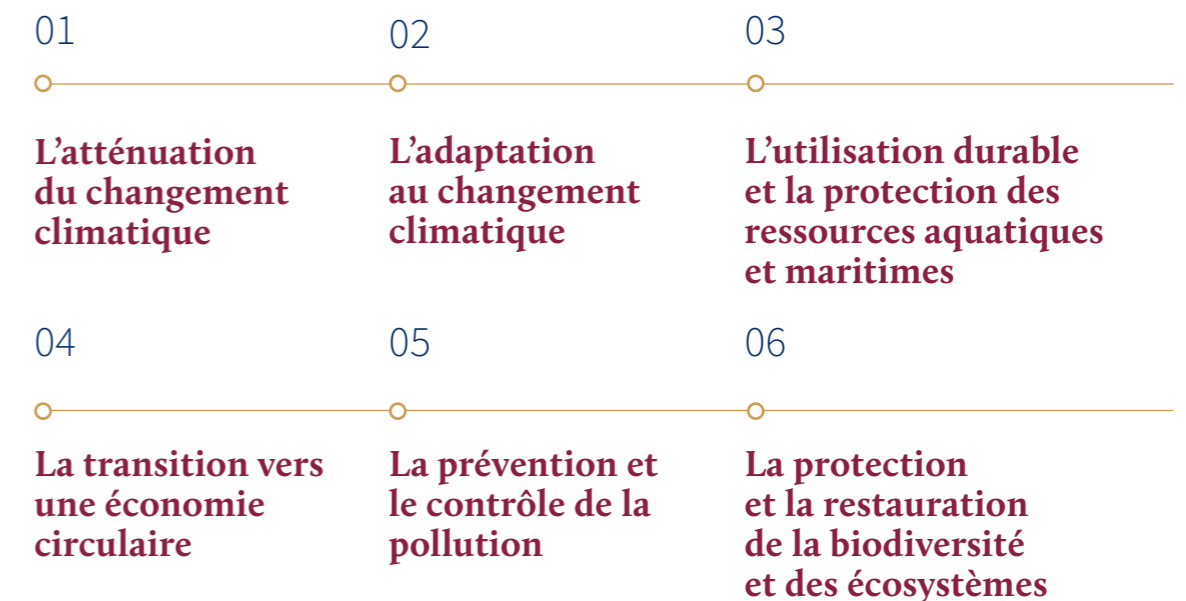 01
L’atténuation
du changement
climatique
02
L’adaptation
au changement
climatique
03
L’utilisation durable
et la protection des
ressources aquatiques
et maritimes
04
La transition vers
une économie
circulaire
05
La prévention et
le contrôle de la
pollution
06
La protection
et la restauration
de la biodiversité
et des écosystèmes